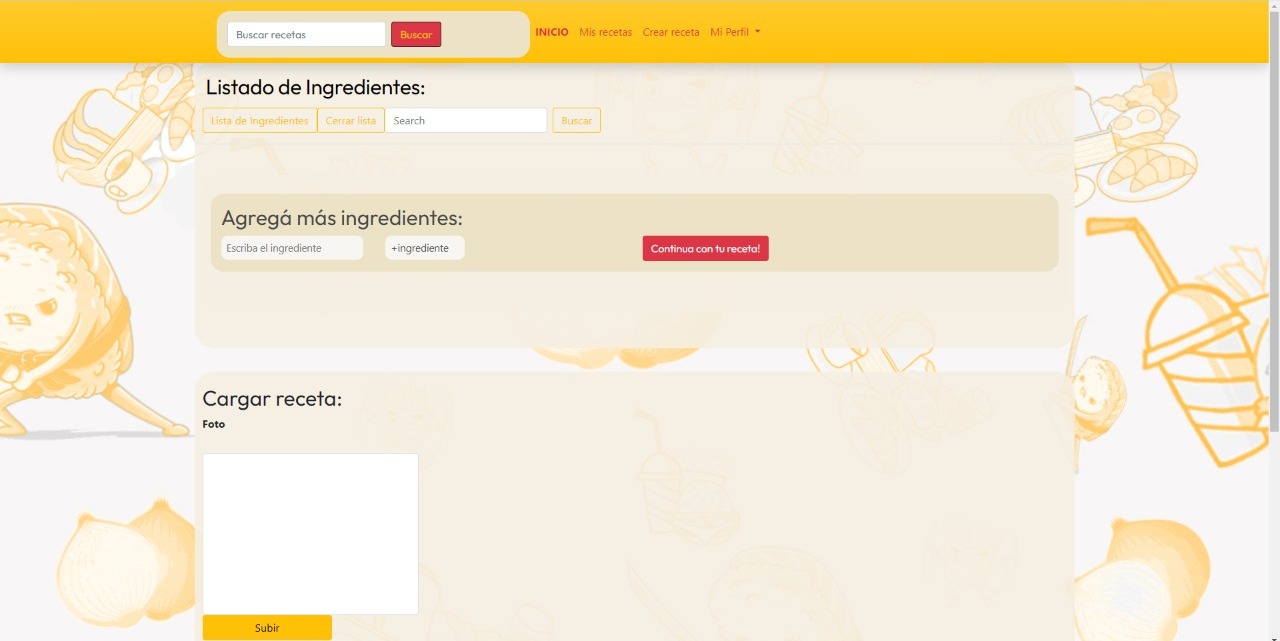 Buscar recetas Buscar INICIO Mis recetas Crear receta Mi Perfil
Listado de Ingredientes:
Lista de Ingredientes Cerrar lista Search Buscar
Agregá más ingredientes:
Escriba el ingrediente +ingrediente Continua con tu receta!
Cargar receta:
Foto
Subir